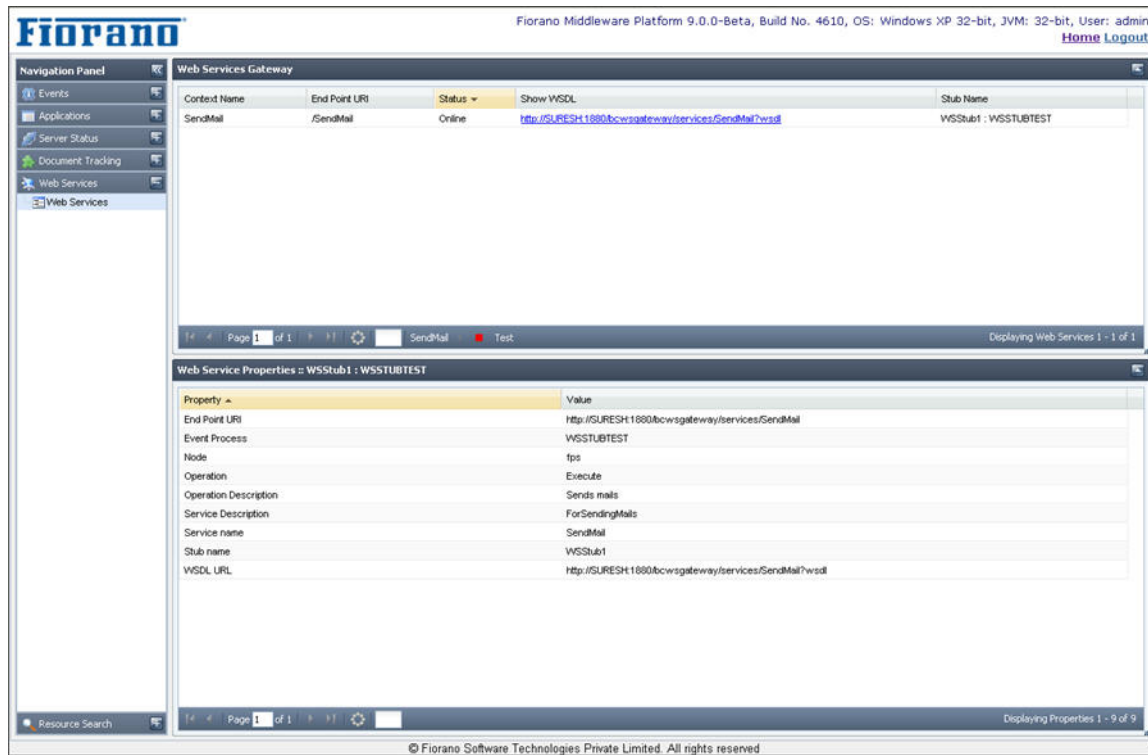 Fiorano
Fiorano Middleware Platform 9.0.0-Beta, Build No. 4610, OS: Windows XP 32-bit, JVM: 32-bit, User: admin
Home Logout
Navigation Panel
Events
Applications
Server Status
Document Tracking
Web Services
Web Services
Resource Search
Web Services Gateway
Context Name End Point URI Status Show WSDL Stub Name
SendMail /SendMail Online http://SURESH:1880/bcwsgateway/services/SendMail?wsdl WSStub1 : WSSTUBTEST
Page 1 of 1 SendMail Test Displaying Web Services 1 - 1 of 1
Web Service Properties :: WSStub1 : WSSTUBTEST
Property Value
End Point URI http://SURESH:1880/bcwsgateway/services/SendMail
Event Process WSSTUBTEST
Node fps
Operation Execute
Operation Description Sends mails
Service Description ForSendingMails
Service name SendMail
Stub name WSStub1
WSDL URL http://SURESH:1880/bcwsgateway/services/SendMail?wsdl
Page 1 of 1 Displaying Properties 1 - 9 of 9
© Fiorano Software Technologies Private Limited. All rights reserved